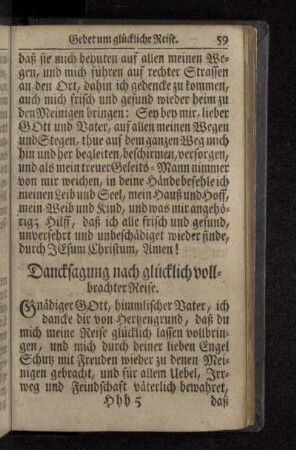 Gebet um glückliche Reise. 59
daß sie mich behuten auf allen meinen We-
gen, und mich führen auf rechter Strassen
an den Ort, dahin ich gedencke zu kommen,
auch mich frisch und gesund wieder heim zu
den Meinigen bringen: Sey bey mir, lieber
GOtt und Vater, auf allen meinen Wegen
und Stegen, thue auf dem gantzen Weg mich
hin und her begleiten, beschirmen, versorgen,
und als mein treuer Geleits-Mann nimmer
von mir weichen, in deine Hände befehle ich
meinen Leib und Seel, mein Hauß und Hoff,
mein Weib und Kind, und was mir angehö-
rig; Hilff, daß ich alle frisch und gesund,
unversehrt und unbeschädiget wieder finde,
durch JEsum Christum, Amen!
Dancksagung nach glücklich voll-
brachter Reise.
GNädiger GOtt, himmlischer Vater, ich
dancke dir von Hertzengrund, daß du
mich meine Reise glücklich lassen vollbrin-
gen, und mich durch deiner lieben Engel
Schutz mit Freuden wieder zu denen Mei-
nigen gebracht, und für allem Uebel, Irr-
weg und Feindschaft väterlich bewahret,
Hhh 5 daß